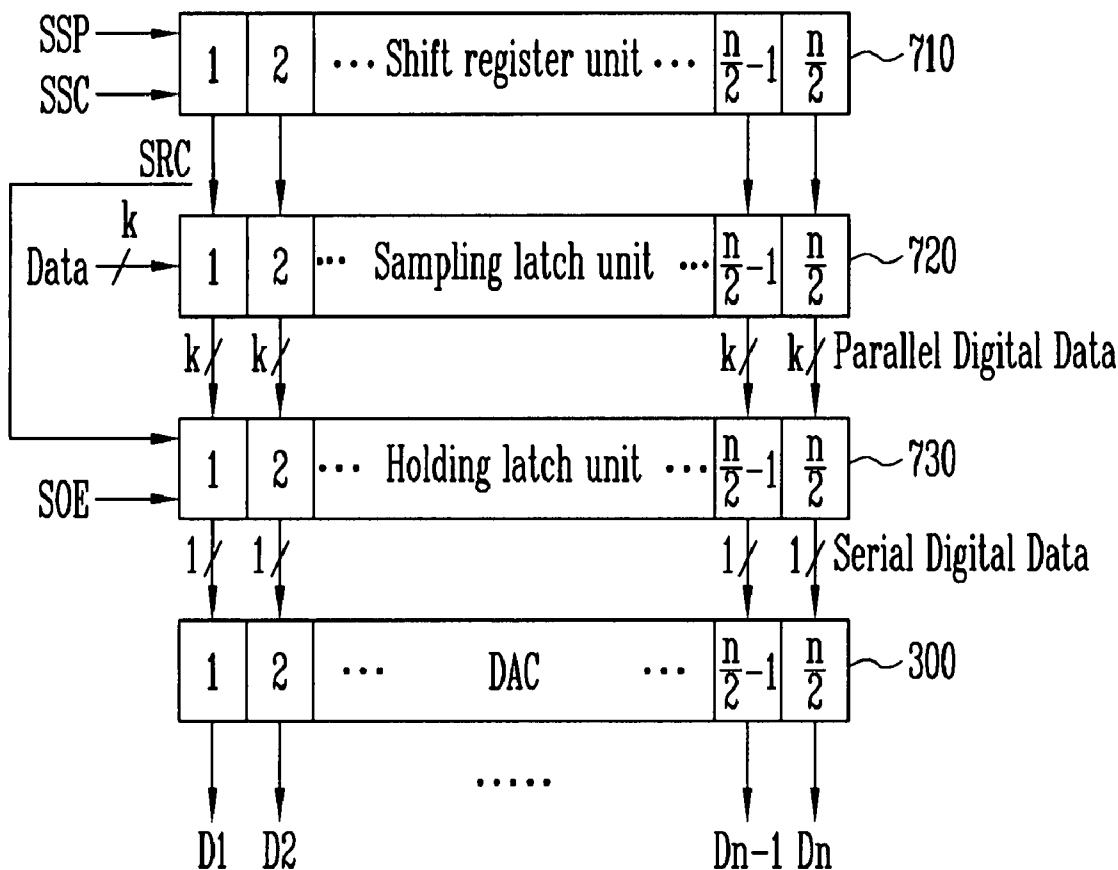 SSP
SSC
1 2 ... Shift register unit ... n/2-1 n/2
710
SRC
k
Data
1 2 ... Sampling latch unit ... n/2-1 n/2
720
k k k k Parallel Digital Data
1 2 ... Holding latch unit ... n/2-1 n/2
730
SOE
1 1 1 1 Serial Digital Data
1 2 ... DAC ... n/2-1 n/2
300
.....
D1 D2 Dn-1 Dn